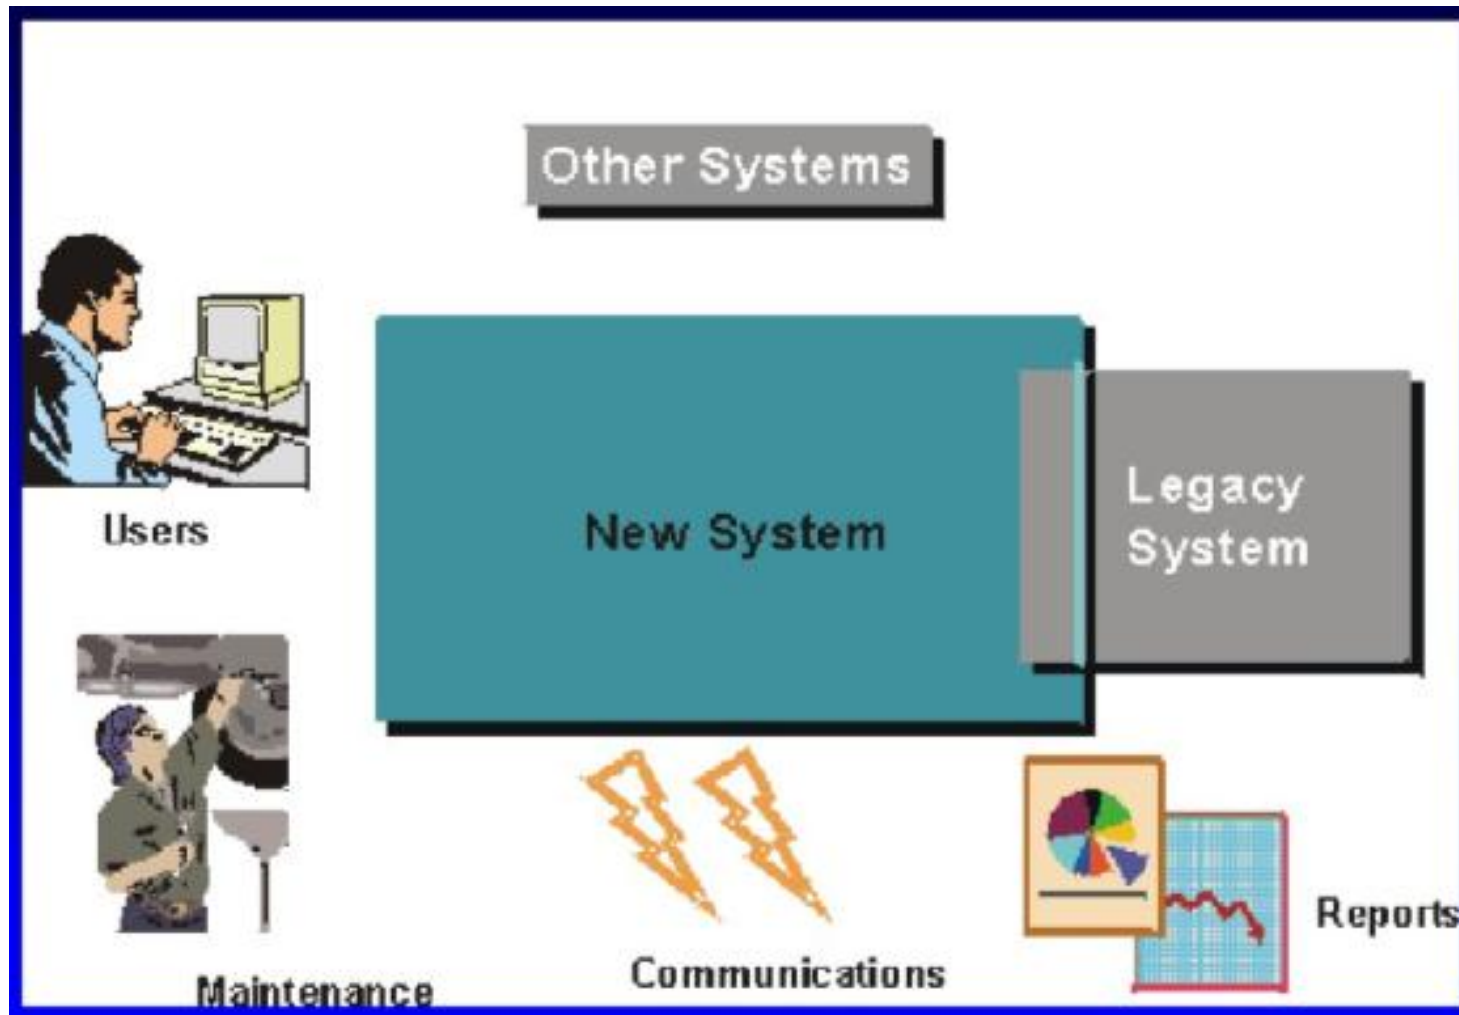 Other Systems
Users
New System
Legacy
System
Maintenance
Communications
Reports